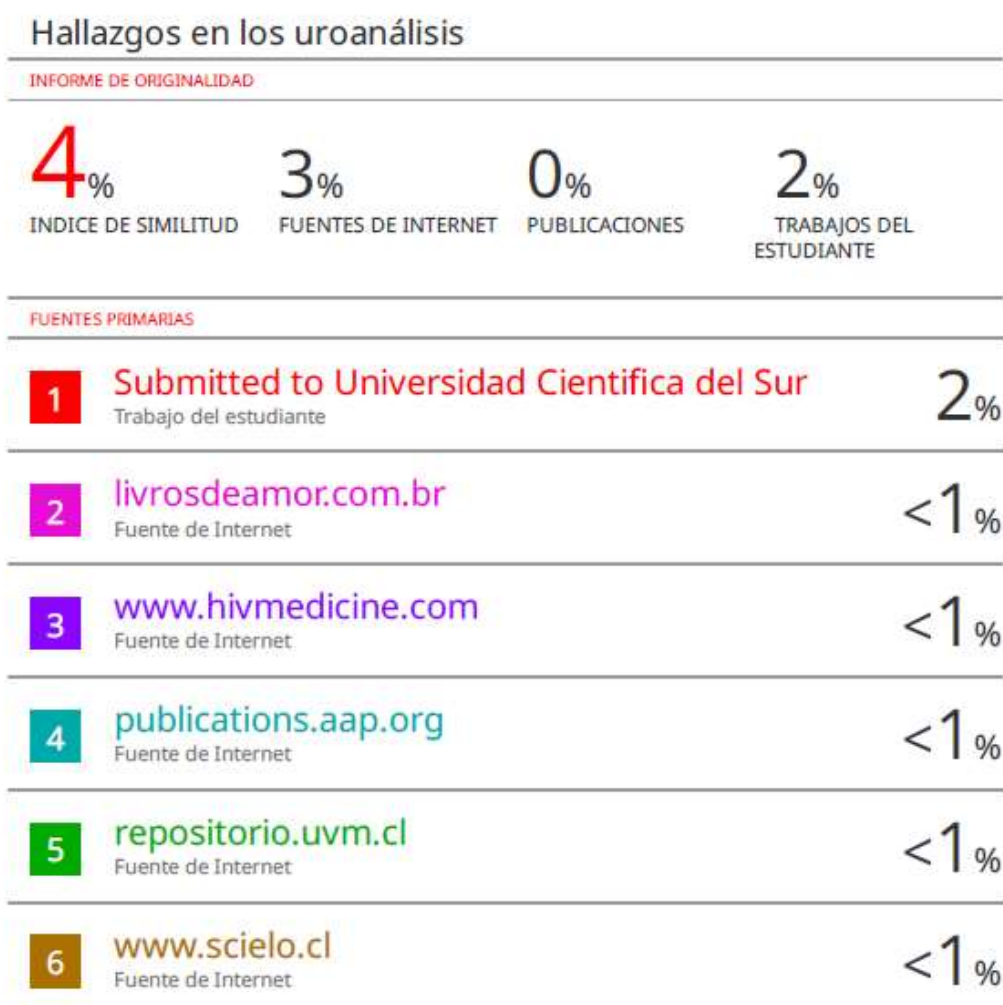 Hallazgos en los uroanálisis
INFORME DE ORIGINALIDAD
4%
INDICE DE SIMILITUD
3%
FUENTES DE INTERNET
0%
PUBLICACIONES
2%
TRABAJOS DEL
ESTUDIANTE
FUENTES PRIMARIAS
1 Submitted to Universidad Cientifica del Sur 2%
Trabajo del estudiante
2 livrosdeamor.com.br <1%
Fuente de Internet
3 www.hivmedicine.com <1%
Fuente de Internet
4 publications.aap.org <1%
Fuente de Internet
5 repositorio.uvm.cl <1%
Fuente de Internet
6 www.scielo.cl <1%
Fuente de Internet